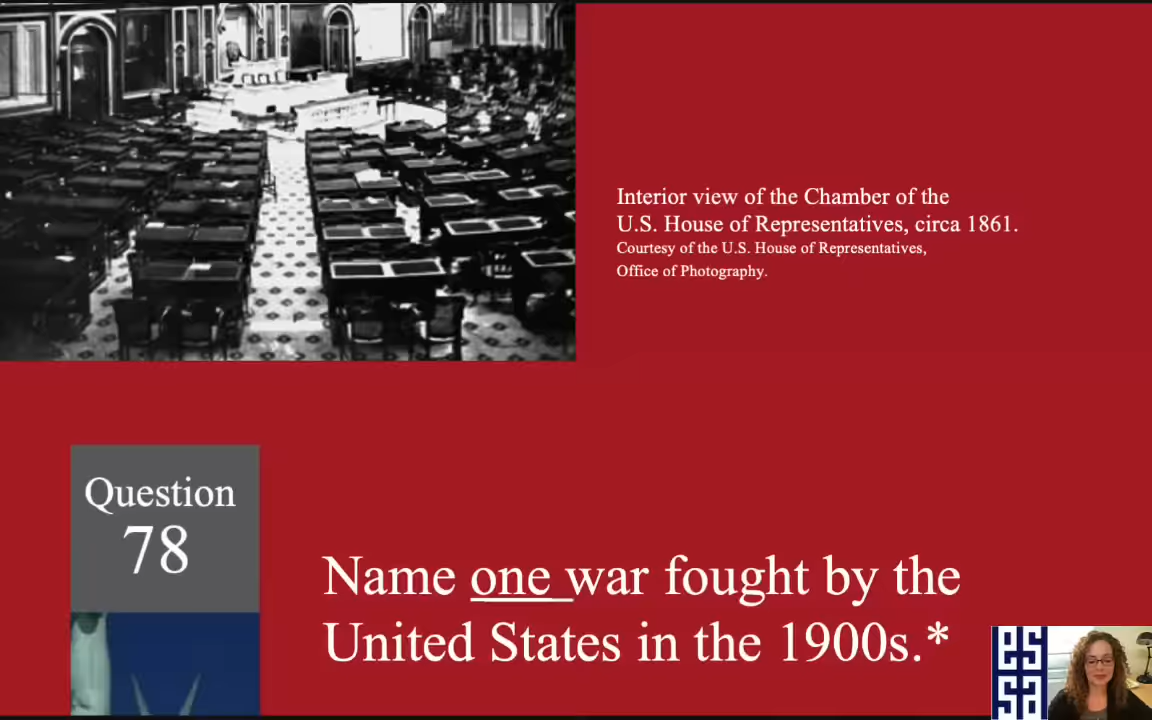 Interior view of the Chamber of the
U.S. House of Representatives, circa 1861.
Courtesy of the U.S. House of Representatives,
Office of Photography.
Question
78
Name one war fought by the
United States in the 1900s.*